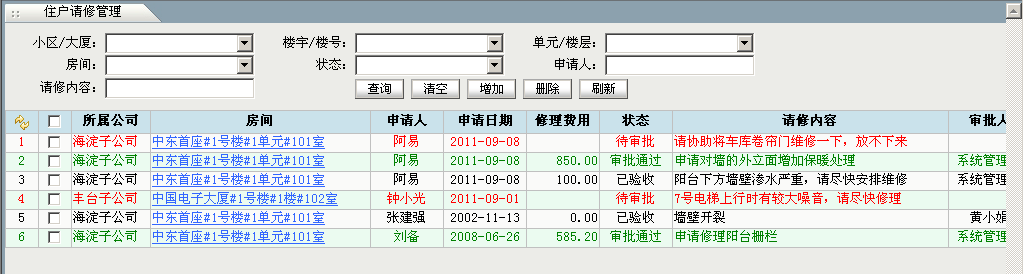 住户请修管理
小区/大厦: 楼宇/楼号: 单元/楼层:
房间: 状态: 申请人:
请修内容: 查询 清空 增加 删除 刷新
所属公司 房间 申请人 申请日期 修理费用 状态 请修内容 审批人
1 海淀子公司 中东首座#1号楼#1单元#101室 阿易 2011-09-08 待审批 请协助将车库卷帘门维修一下，放不下来
2 海淀子公司 中东首座#1号楼#1单元#101室 阿易 2011-09-08 850.00 审批通过 申请对墙的外立面增加保暖处理 系统管理
3 海淀子公司 中东首座#1号楼#1单元#101室 阿易 2011-09-08 100.00 已验收 阳台下方墙壁渗水严重，请尽快安排维修 系统管理
4 丰台子公司 中国电子大厦#1号楼#1楼#102室 钟小光 2011-09-01 待审批 7号电梯上行时有较大噪音，请尽快修理
5 海淀子公司 中东首座#1号楼#1单元#101室 张建强 2002-11-13 0.00 已验收 墙壁开裂 黄小娟
6 海淀子公司 中东首座#1号楼#1单元#101室 刘备 2008-06-26 585.20 审批通过 申请修理阳台栅栏 系统管理